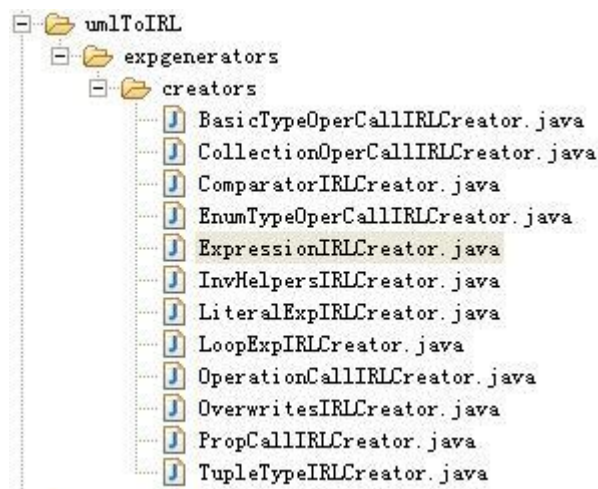 umlToIRL
expgenerators
creators
BasicTypeOperCallIRLCreator.java
CollectionOperCallIRLCreator.java
ComparatorIRLCreator.java
EnumTypeOperCallIRLCreator.java
ExpressionIRLCreator.java
InvHelpersIRLCreator.java
LiteralExpIRLCreator.java
LoopExpIRLCreator.java
OperationCallIRLCreator.java
OverwritesIRLCreator.java
PropCallIRLCreator.java
TupleTypeIRLCreator.java